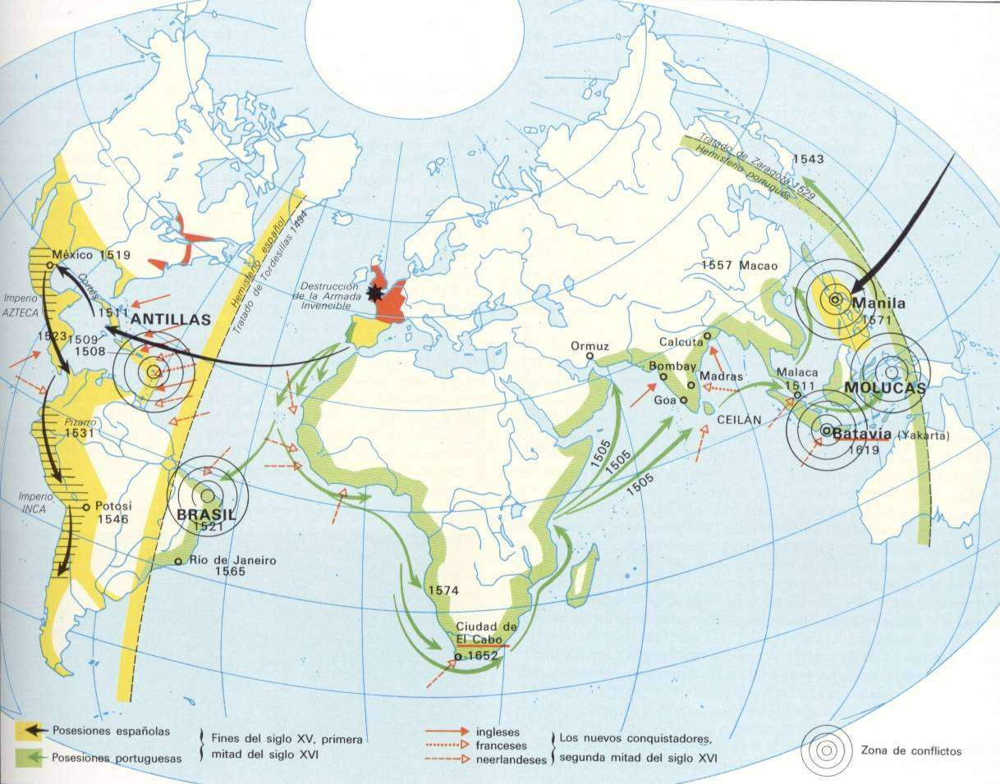 Tratado de Zaragoza 1529
Hemisferio portugués
1543
Hemisferio español
Tratado de Tordesillas 1494
México 1519
Cortés
Imperio
AZTECA
1511
ANTILLAS
1523
1509
1508
Destrucción
de la Armada
Invencible
1557 Macao
Manila
1571
Ormuz
Calcuta
Bombay
Madras
Goa
CEILÁN
Malaca
1511
MOLUCAS
Batavia (Yakarta)
1619
Pizarro
1531
Imperio
INCA
Potosí
1546
BRASIL
1521
Río de Janeiro
1565
1505
1505
1505
1574
Ciudad de
El Cabo
1652
Posesiones españolas
Posesiones portuguesas
Fines del siglo XV, primera
mitad del siglo XVI
ingleses
franceses
neerlandeses
Los nuevos conquistadores,
segunda mitad del siglo XVI
Zona de conflictos